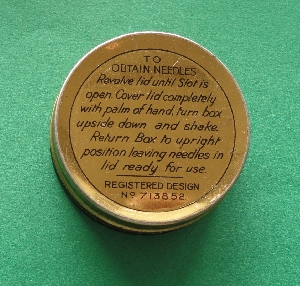 TO
OBTAIN NEEDLES
Revolve lid until Slot is
open. Cover lid completely
with palm of hand, turn box
upside down and shake.
Return Box to upright
position leaving needles in
lid ready for use.
REGISTERED DESIGN
No 713852